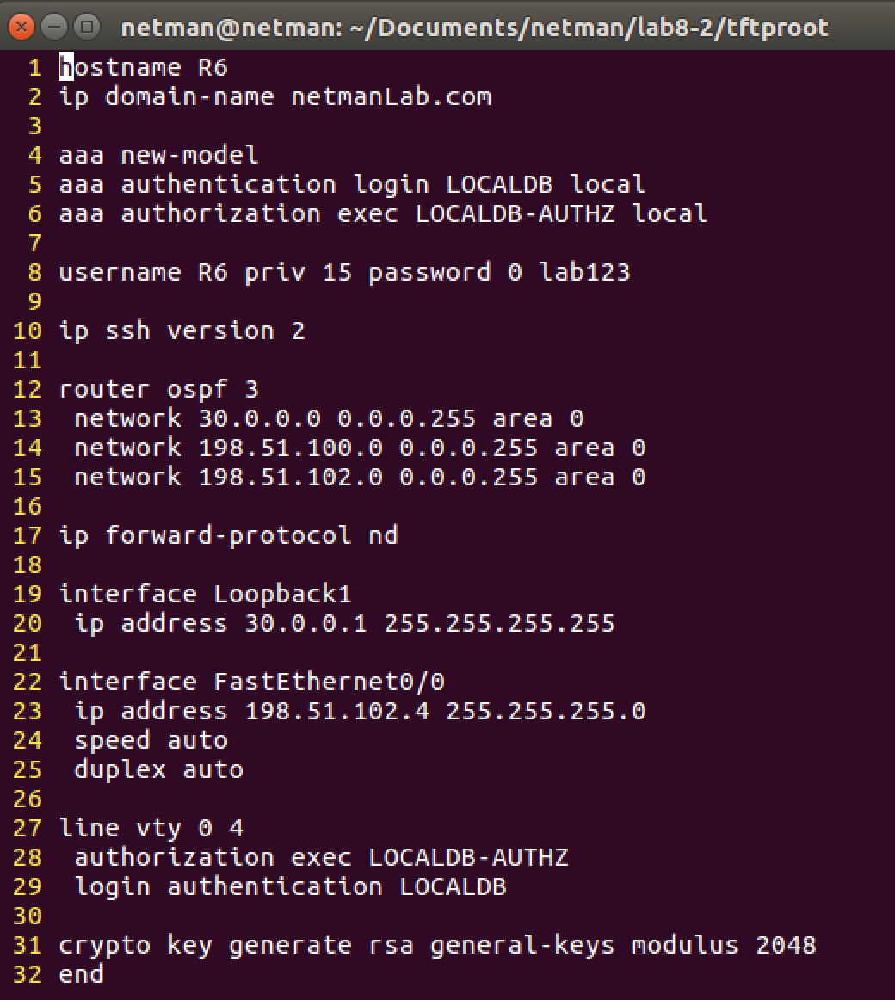 netman@netman: ~/Documents/netman/lab8-2/tftproot
1 hostname R6
2 ip domain-name netmanLab.com
3
4 aaa new-model
5 aaa authentication login LOCALDB local
6 aaa authorization exec LOCALDB-AUTHZ local
7
8 username R6 priv 15 password 0 lab123
9
10 ip ssh version 2
11
12 router ospf 3
13  network 30.0.0.0 0.0.0.255 area 0
14  network 198.51.100.0 0.0.0.255 area 0
15  network 198.51.102.0 0.0.0.255 area 0
16
17 ip forward-protocol nd
18
19 interface Loopback1
20  ip address 30.0.0.1 255.255.255.255
21
22 interface FastEthernet0/0
23  ip address 198.51.102.4 255.255.255.0
24  speed auto
25  duplex auto
26
27 line vty 0 4
28  authorization exec LOCALDB-AUTHZ
29  login authentication LOCALDB
30
31 crypto key generate rsa general-keys modulus 2048
32 end